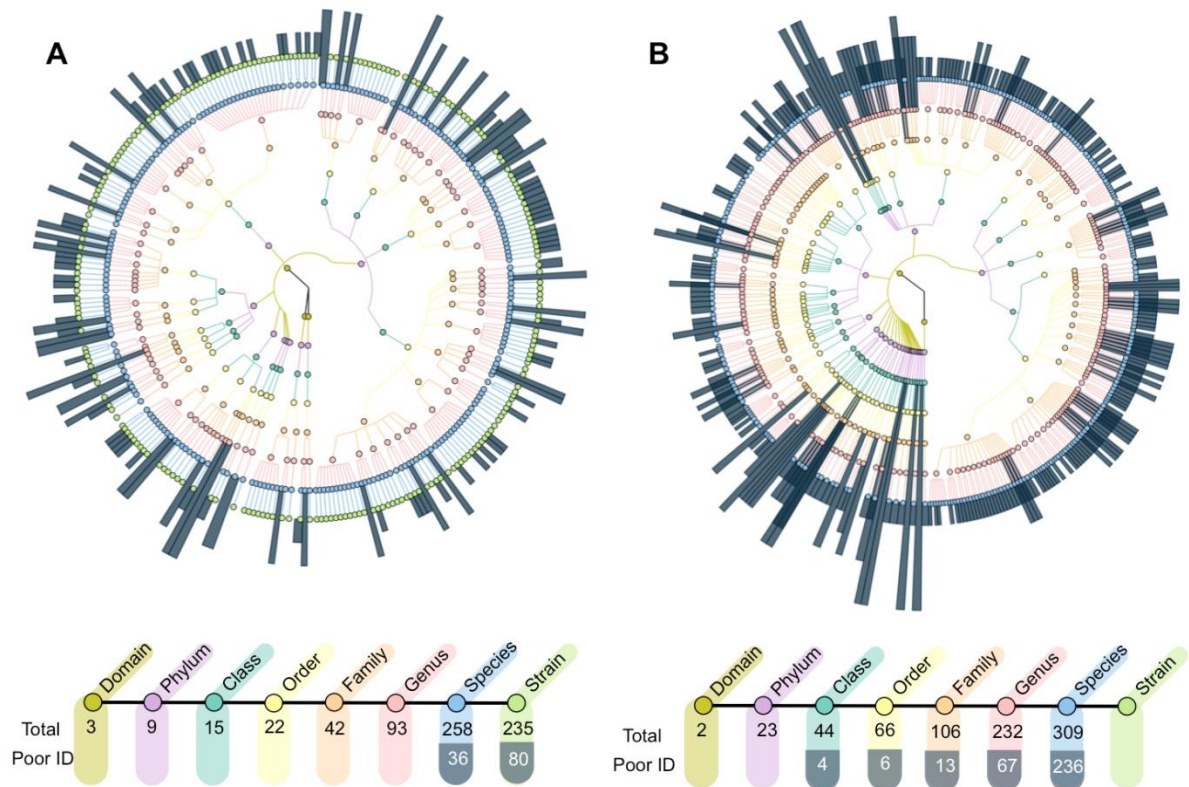 A B
Domain Phylum Class Order Family Genus Species Strain
Total 3 9 15 22 42 93 258 235
Poor ID 36 80
Domain Phylum Class Order Family Genus Species Strain
Total 2 23 44 66 106 232 309
Poor ID 4 6 13 67 236